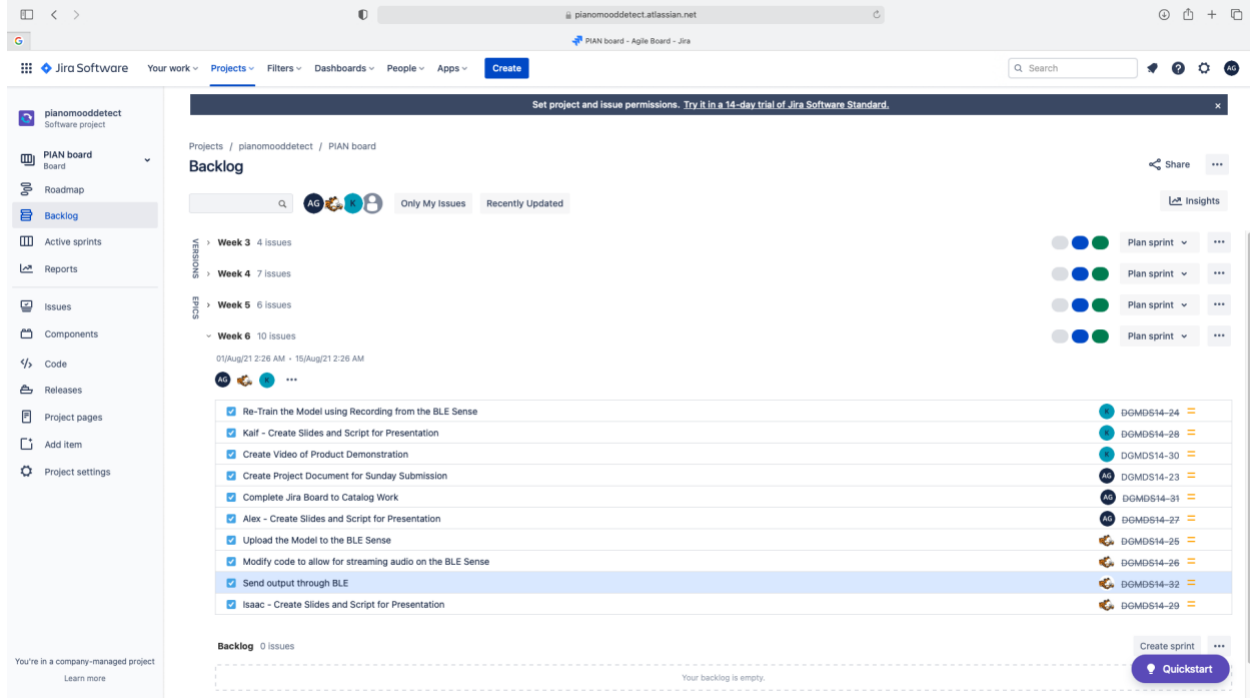 pianomooddetect.atlassian.net
G
PIAN board - Agile Board - Jira
Jira Software Your work Projects Filters Dashboards People Apps Create Search AG
Set project and issue permissions. Try it in a 14-day trial of Jira Software Standard. ×
pianomooddetect
Software project
PIAN board
Board
Roadmap
Backlog
Active sprints
Reports
Issues
Components
Code
Releases
Project pages
Add item
Project settings
You're in a company-managed project
Learn more
Projects / pianomooddetect / PIAN board
Backlog
Share
AG K Only My Issues Recently Updated Insights
VERSIONS
EPICS
Week 3 4 issues Plan sprint
Week 4 7 issues Plan sprint
Week 5 6 issues Plan sprint
Week 6 10 issues Plan sprint
01/Aug/21 2:26 AM • 15/Aug/21 2:26 AM
AG K
Re-Train the Model using Recording from the BLE Sense K DGMDS14-24
Kaif - Create Slides and Script for Presentation K DGMDS14-28
Create Video of Product Demonstration K DGMDS14-30
Create Project Document for Sunday Submission AG DGMDS14-23
Complete Jira Board to Catalog Work AG DGMDS14-31
Alex - Create Slides and Script for Presentation AG DGMDS14-27
Upload the Model to the BLE Sense DGMDS14-25
Modify code to allow for streaming audio on the BLE Sense DGMDS14-26
Send output through BLE DGMDS14-32
Isaac - Create Slides and Script for Presentation DGMDS14-29
Backlog 0 issues Create sprint
Your backlog is empty.
Quickstart